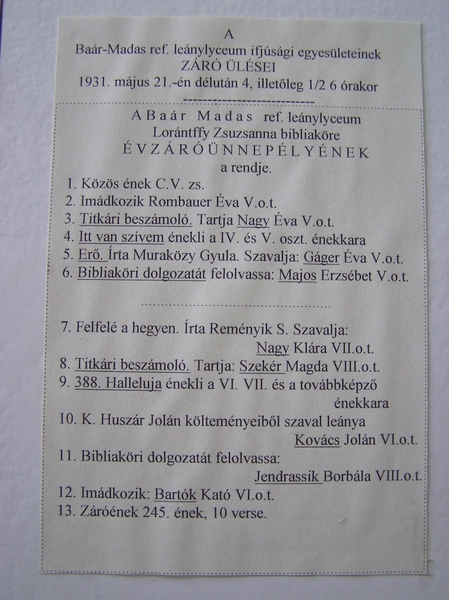 A
Baár-Madas ref. leánylyceum ifjúsági egyesületeinek
ZÁRÓ ÜLÉSEI
1931. május 21.-én délután 4, illetőleg 1/2 6 órakor
A Baár Madas ref. leánylyceum
Lorántffy Zsuzsanna bibliaköre
ÉVZÁRÓÜNNEPÉLYÉNEK
a rendje.
1. Közös ének C.V. zs.
2. Imádkozik Rombauer Éva V.o.t.
3. Titkári beszámoló. Tartja Nagy Éva V.o.t.
4. Itt van szívem énekli a IV. és V. oszt. énekkara
5. Erő. Írta Muraközy Gyula. Szavalja: Gáger Éva V.o.t.
6. Bibliaköri dolgozatát felolvassa: Majos Erzsébet V.o.t.
7. Felfelé a hegyen. Írta Reményik S. Szavalja:
Nagy Klára VII.o.t.
8. Titkári beszámoló. Tartja: Szekér Magda VIII.o.t.
9. 388. Halleluja énekli a VI. VII. és a továbbképző
énekkara
10. K. Huszár Jolán költeményeiből szaval leánya
Kovács Jolán VI.o.t.
11. Bibliaköri dolgozatát felolvassa:
Jendrassik Borbála VIII.o.t.
12. Imádkozik: Bartók Kató VI.o.t.
13. Záróének 245. ének, 10 verse.